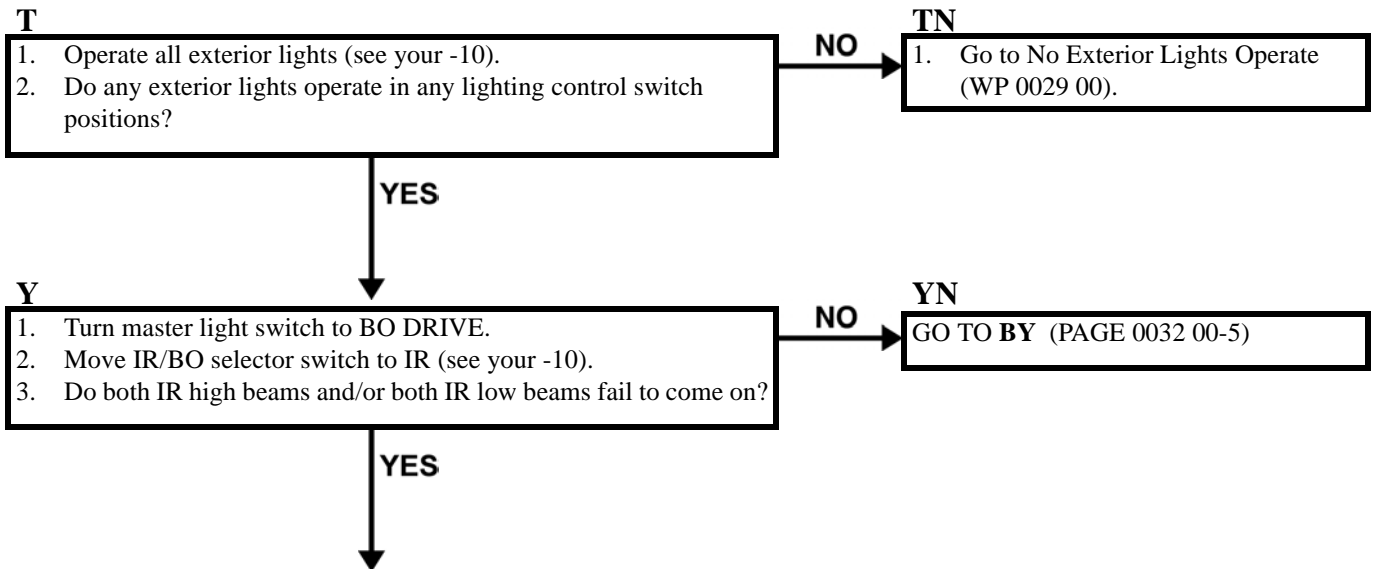 T
1. Operate all exterior lights (see your -10).
2. Do any exterior lights operate in any lighting control switch
positions?
NO
TN
1. Go to No Exterior Lights Operate
(WP 0029 00).
YES
Y
1. Turn master light switch to BO DRIVE.
2. Move IR/BO selector switch to IR (see your -10).
3. Do both IR high beams and/or both IR low beams fail to come on?
NO
YN
GO TO BY (PAGE 0032 00-5)
YES